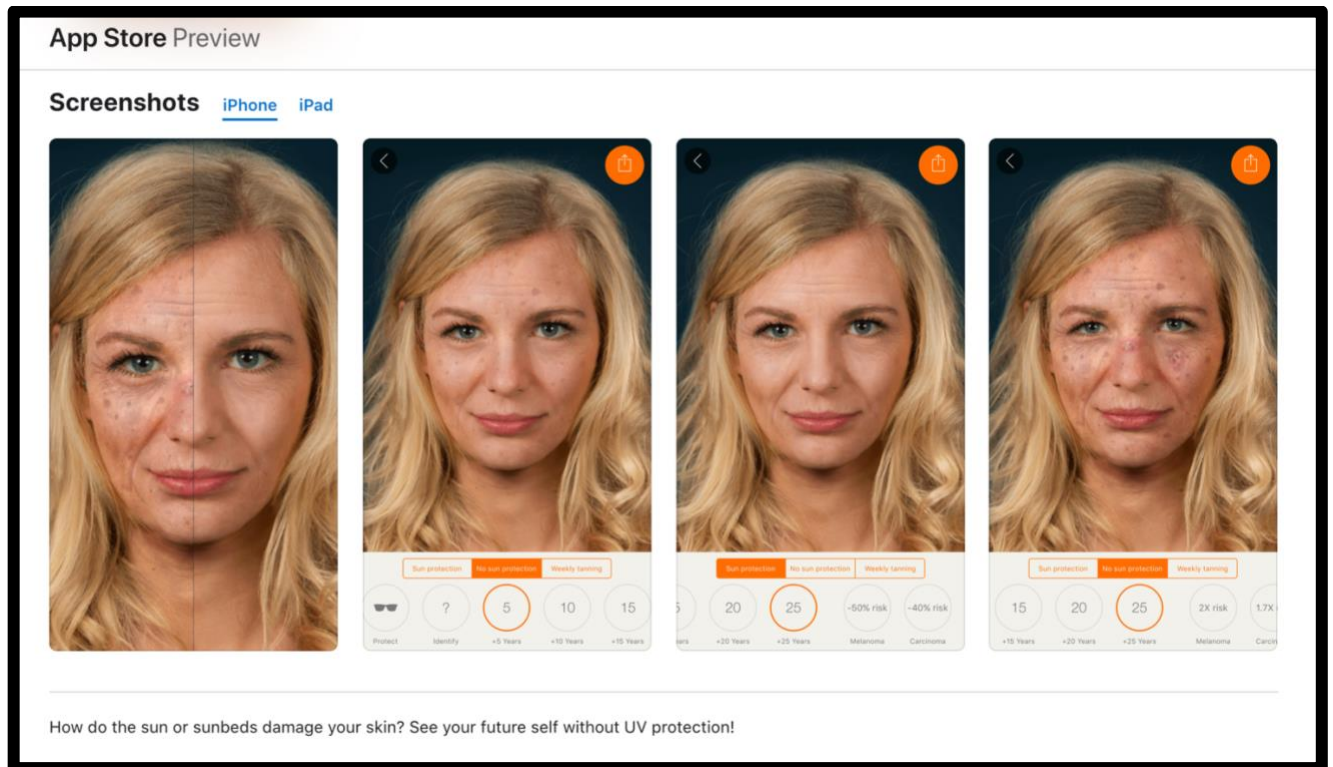 App Store Preview
Screenshots iPhone iPad
Sun protection No sun protection Weekly tanning
? 5 10 15
Protect Identify +5 Years +10 Years +15 Years
Sun protection No sun protection Weekly tanning
20 25 -50% risk -40% risk
+20 Years +25 Years Melanoma Carcinoma
Sun protection No sun protection Weekly tanning
15 20 25 2X risk 1.7X
+15 Years +20 Years +25 Years Melanoma
How do the sun or sunbeds damage your skin? See your future self without UV protection!